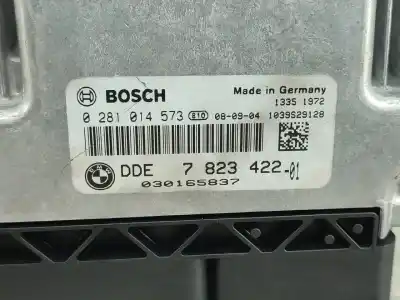 BOSCH
Made in Germany
1335 1972
0 281 014 573 E10 08-09-04 1039S29128
DDE 7 823 422-01
030165837